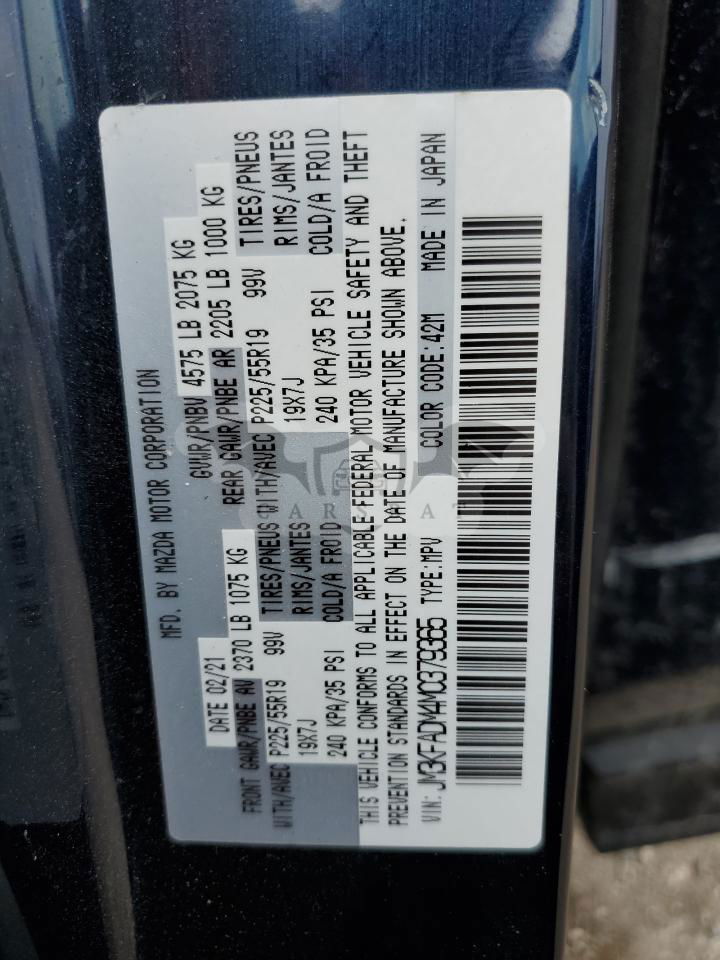 MFD. BY MAZDA MOTOR CORPORATION
DATE 02/21 GVWR/PNBV 4575 LB 2075 KG
FRONT GAWR/PNBE AV 2370 LB 1075 KG REAR GAWR/PNBE AR 2205 LB 1000 KG
WITH/AVEC P225/55R19 99V TIRES/PNEUS WITH/AVEC P225/55R19 99V TIRES/PNEUS
19X7J RIMS/JANTES 19X7J RIMS/JANTES
240 KPA/35 PSI COLD/A FROID 240 KPA/35 PSI COLD/A FROID
THIS VEHICLE CONFORMS TO ALL APPLICABLE FEDERAL MOTOR VEHICLE SAFETY AND THEFT
PREVENTION STANDARDS IN EFFECT ON THE DATE OF MANUFACTURE SHOWN ABOVE.
VIN: JM3KFADM4M0379365 TYPE:MPV COLOR CODE:42M MADE IN JAPAN